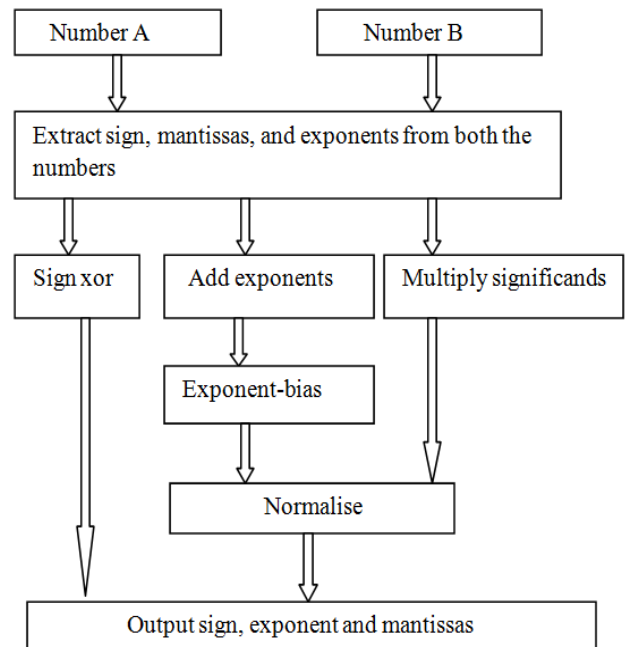 Number A
Number B
Extract sign, mantissas, and exponents from both the
numbers
Sign xor
Add exponents
Multiply significands
Exponent-bias
Normalise
Output sign, exponent and mantissas